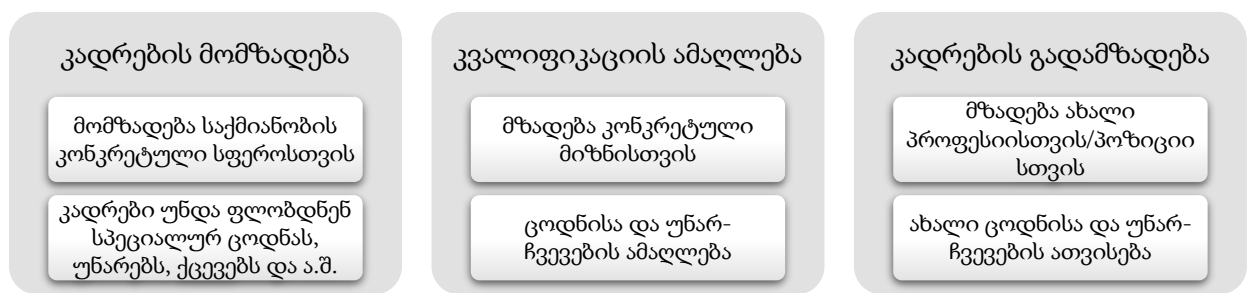 კადრების მომზადება
მომზადება საქმიანობის
კონკრეტული სფეროსთვის
კადრები უნდა ფლობდნენ
სპეციალურ ცოდნას,
უნარებს, ქცევებს და ა.შ.
კვალიფიკაციის ამაღლება
მზადება კონკრეტული
მიზნისთვის
ცოდნისა და უნარ-
ჩვევების ამაღლება
კადრების გადამზადება
მზადება ახალი
პროფესიისთვის/პოზიციი
სთვის
ახალი ცოდნისა და უნარ-
ჩვევების ათვისება